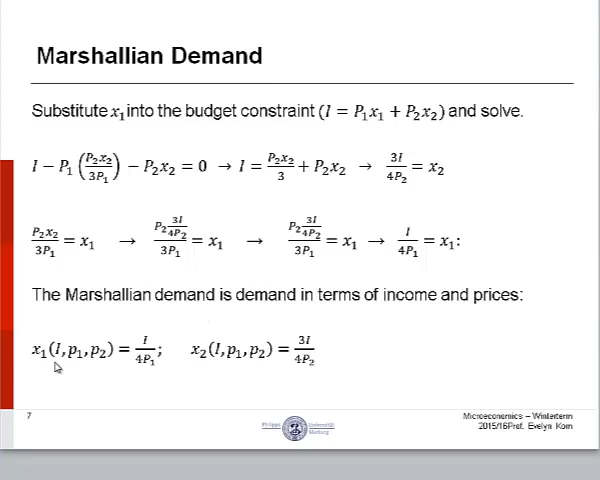 Marshallian Demand
Substitute x₁ into the budget constraint (I = P₁x₁ + P₂x₂) and solve.
I − P₁ (P₂x₂/3P₁) − P₂x₂ = 0 → I = P₂x₂/3 + P₂x₂ → 3I/4P₂ = x₂
P₂x₂/3P₁ = x₁ → P₂ 3I/4P₂ / 3P₁ = x₁ → P₂ 3I/4P₂ / 3P₁ = x₁ → I/4P₁ = x₁:
The Marshallian demand is demand in terms of income and prices:
x₁(I, p₁, p₂) = I/4P₁; x₂(I, p₁, p₂) = 3I/4P₂
7
Philipps Universität
Marburg
Microeconomics – Winterterm
2015/16Prof. Evelyn Korn